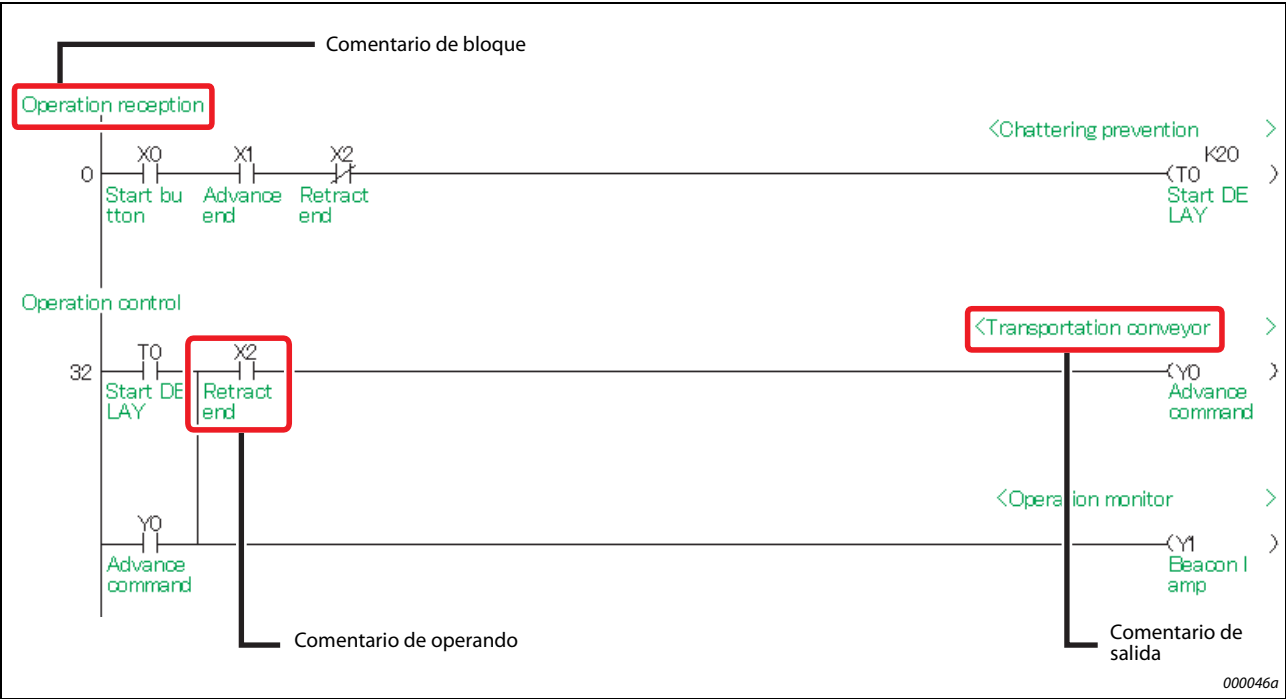 Comentario de bloque
Operation reception
<Chattering prevention >
X0 X1 X2 K20
0 T0
Start bu Advance Retract Start DE
tton end end LAY
Operation control
<Transportation conveyor >
T0 X2
32 Y0
Start DE Retract Advance
LAY end command
<Operation monitor >
Y0
Y1
Advance Beacon l
command amp
Comentario de operando
Comentario de
salida
000046a